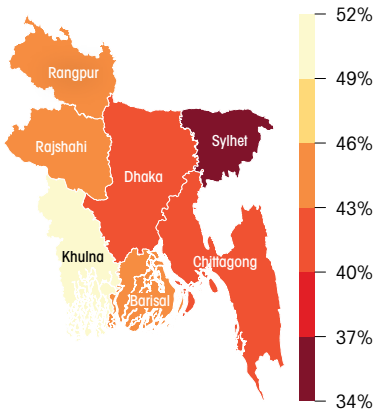 Rangpur
Rajshahi
Dhaka
Sylhet
Khulna
Chittagong
Barisal
52%
49%
46%
43%
40%
37%
34%